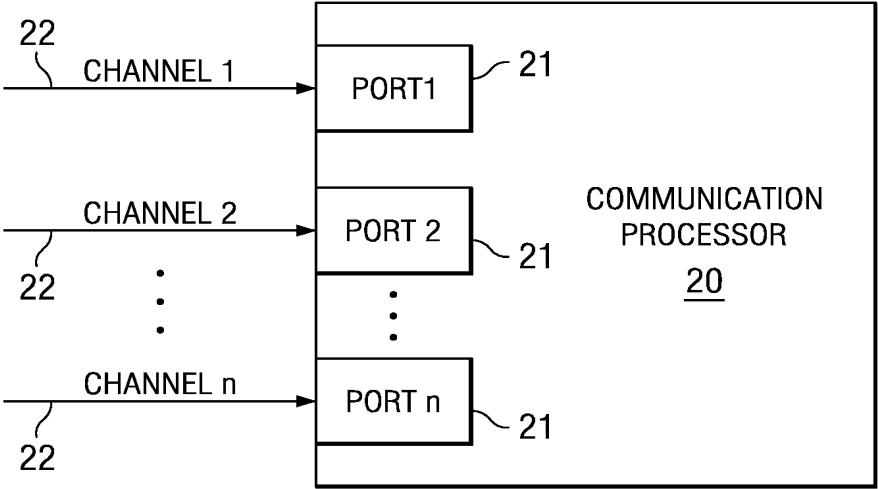 22
CHANNEL 1
PORT1
21
CHANNEL 2
22
PORT 2
21
COMMUNICATION
PROCESSOR
20
CHANNEL n
22
PORT n
21